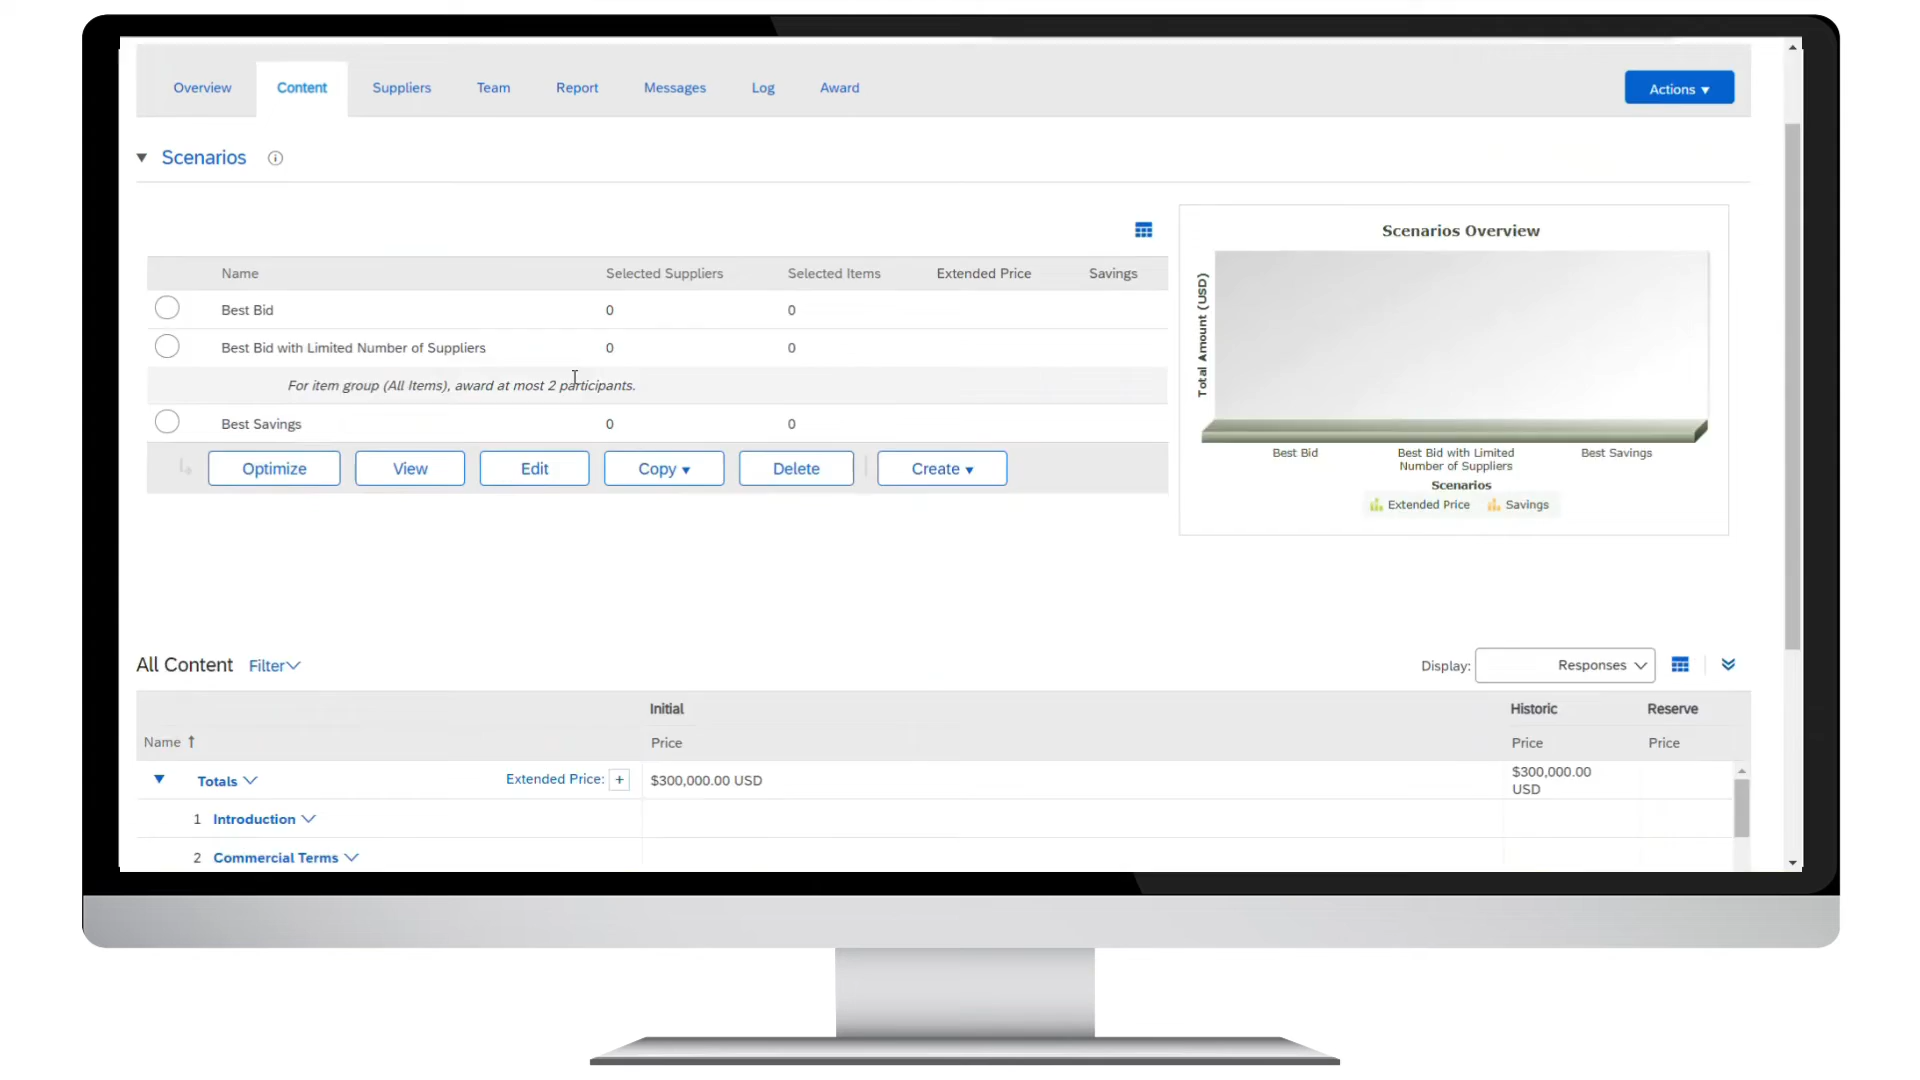 Overview Content Suppliers Team Report Messages Log Award Actions ▼
▼ Scenarios
Name Selected Suppliers Selected Items Extended Price Savings
Best Bid 0 0
Best Bid with Limited Number of Suppliers 0 0
For item group (All Items), award at most 2 participants.
Best Savings 0 0
Optimize View Edit Copy ▼ Delete Create ▼
Scenarios Overview
Total Amount (USD)
Best Bid
Best Bid with Limited
Number of Suppliers
Best Savings
Scenarios
Extended Price Savings
All Content Filter
Display: Responses
Initial Historic Reserve
Name ↑ Price Price Price
Totals Extended Price: + $300,000.00 USD
$300,000.00
USD
1 Introduction
2 Commercial Terms